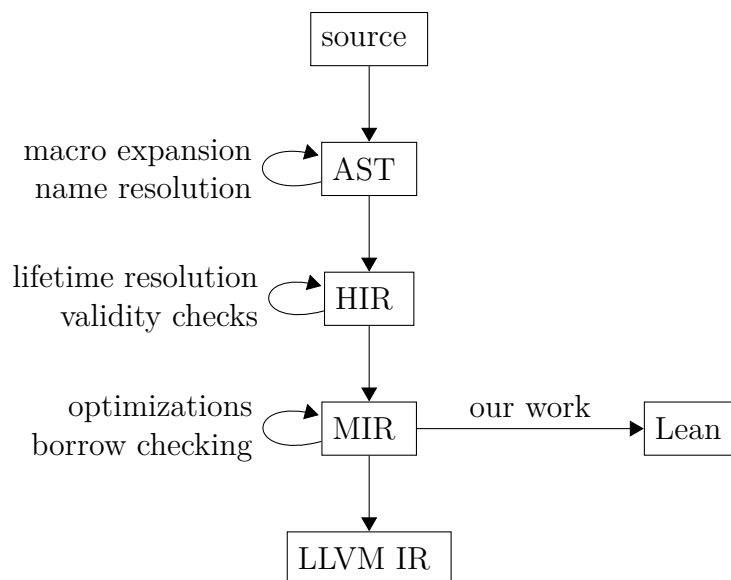 source
macro expansion
name resolution
AST
lifetime resolution
validity checks
HIR
optimizations
borrow checking
MIR
our work
Lean
LLVM IR